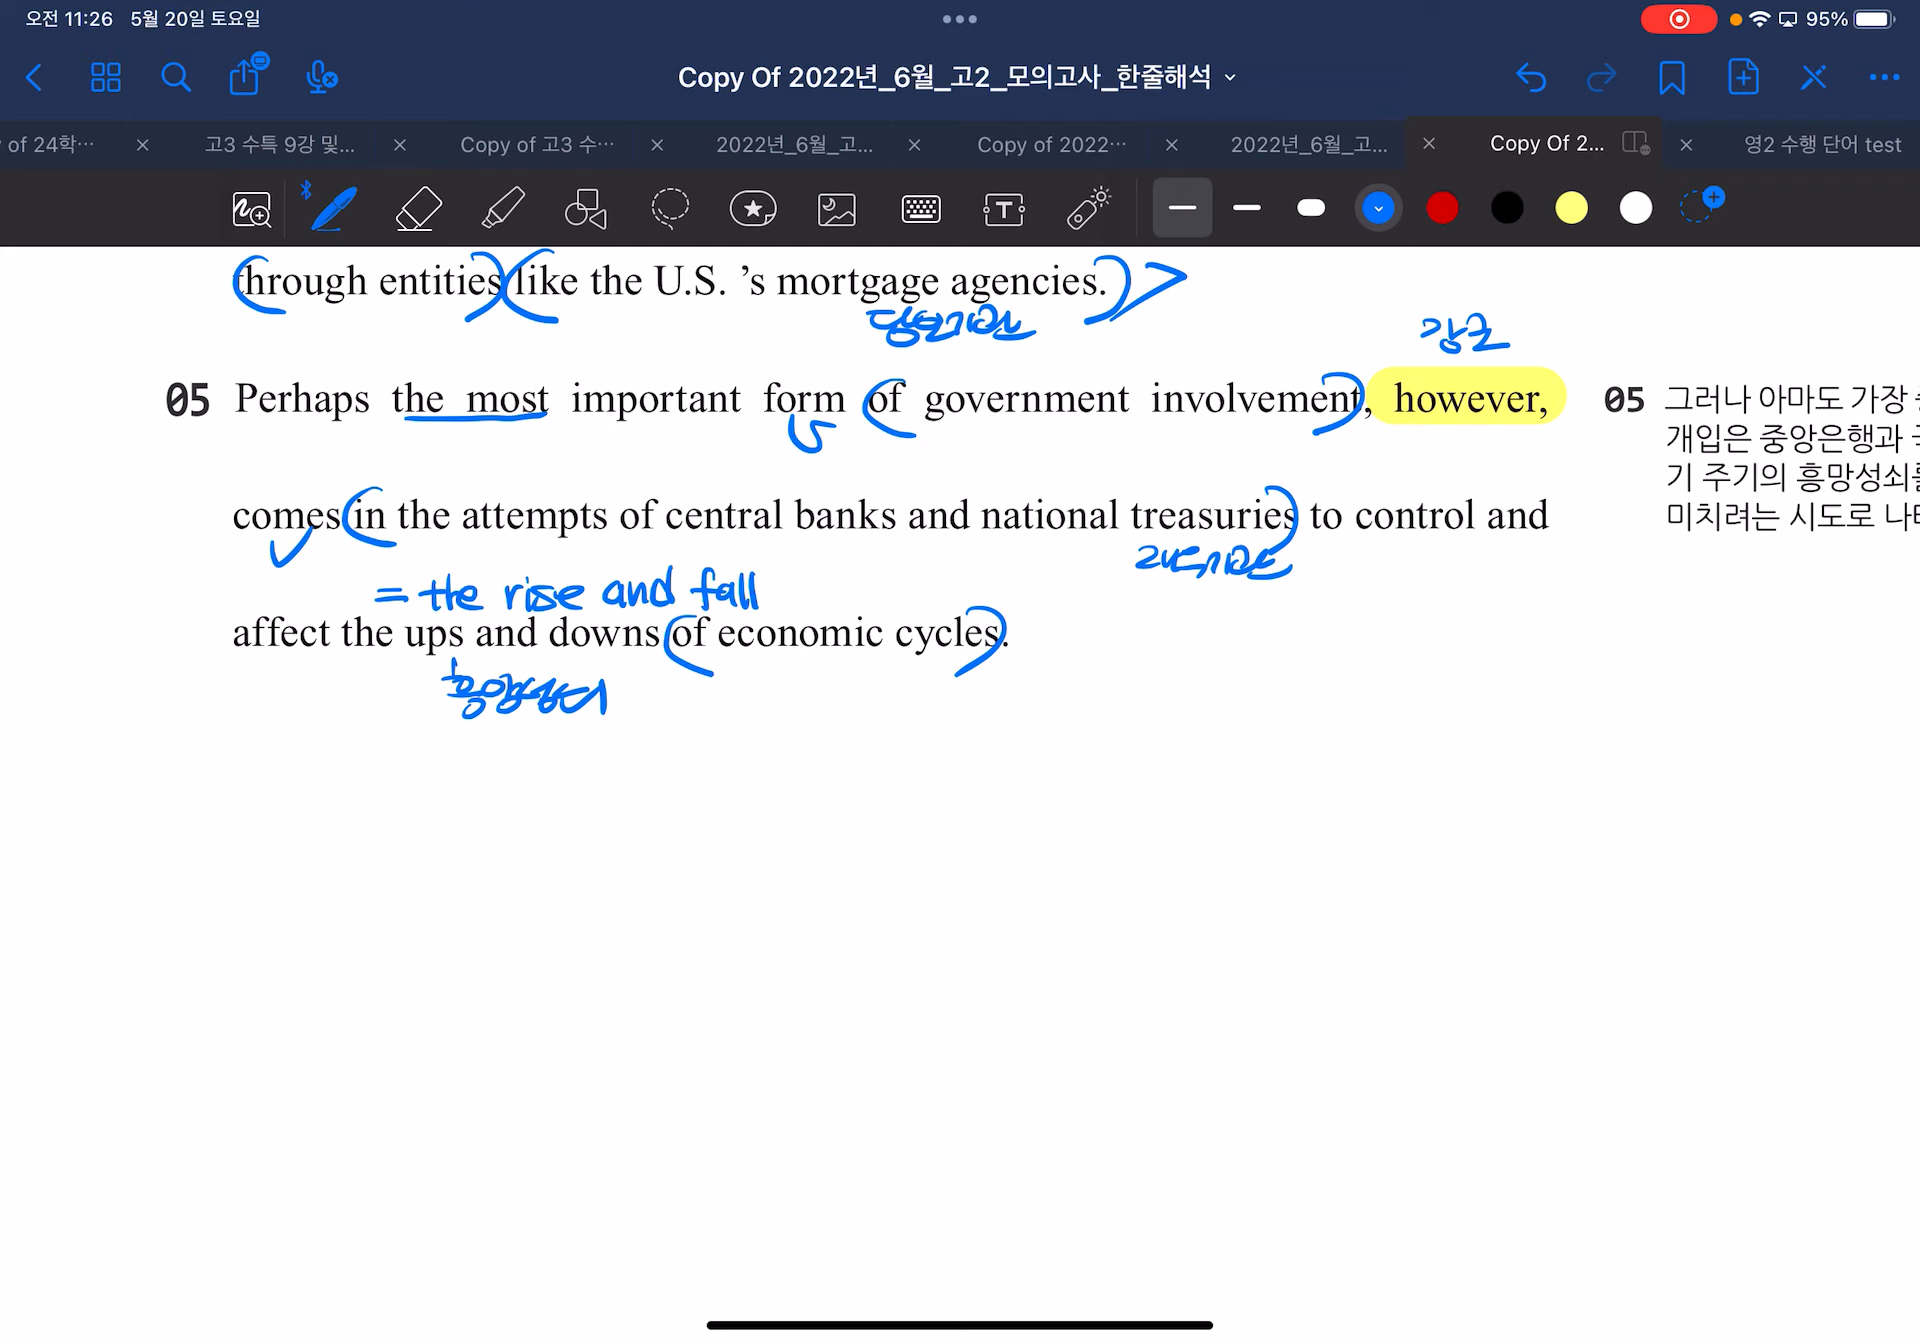 오전 11:26 5월 20일 토요일
95%
Copy Of 2022년_6월_고2_모의고사_한줄해석
of 24학… 고3 수특 9강 및… Copy of 고3 수… 2022년_6월_고… Copy of 2022… 2022년_6월_고… Copy Of 2… 영2 수행 단어 test
through entities like the U.S. ’s mortgage agencies.
강조
05 Perhaps the most important form of government involvement, however,
S
05 그러나 아마도 가장
개입은 중앙은행과
기 주기의 흥망성쇠를
미치려는 시도로
comes in the attempts of central banks and national treasuries to control and
= the rise and fall
affect the ups and downs of economic cycles.
흥망성쇠